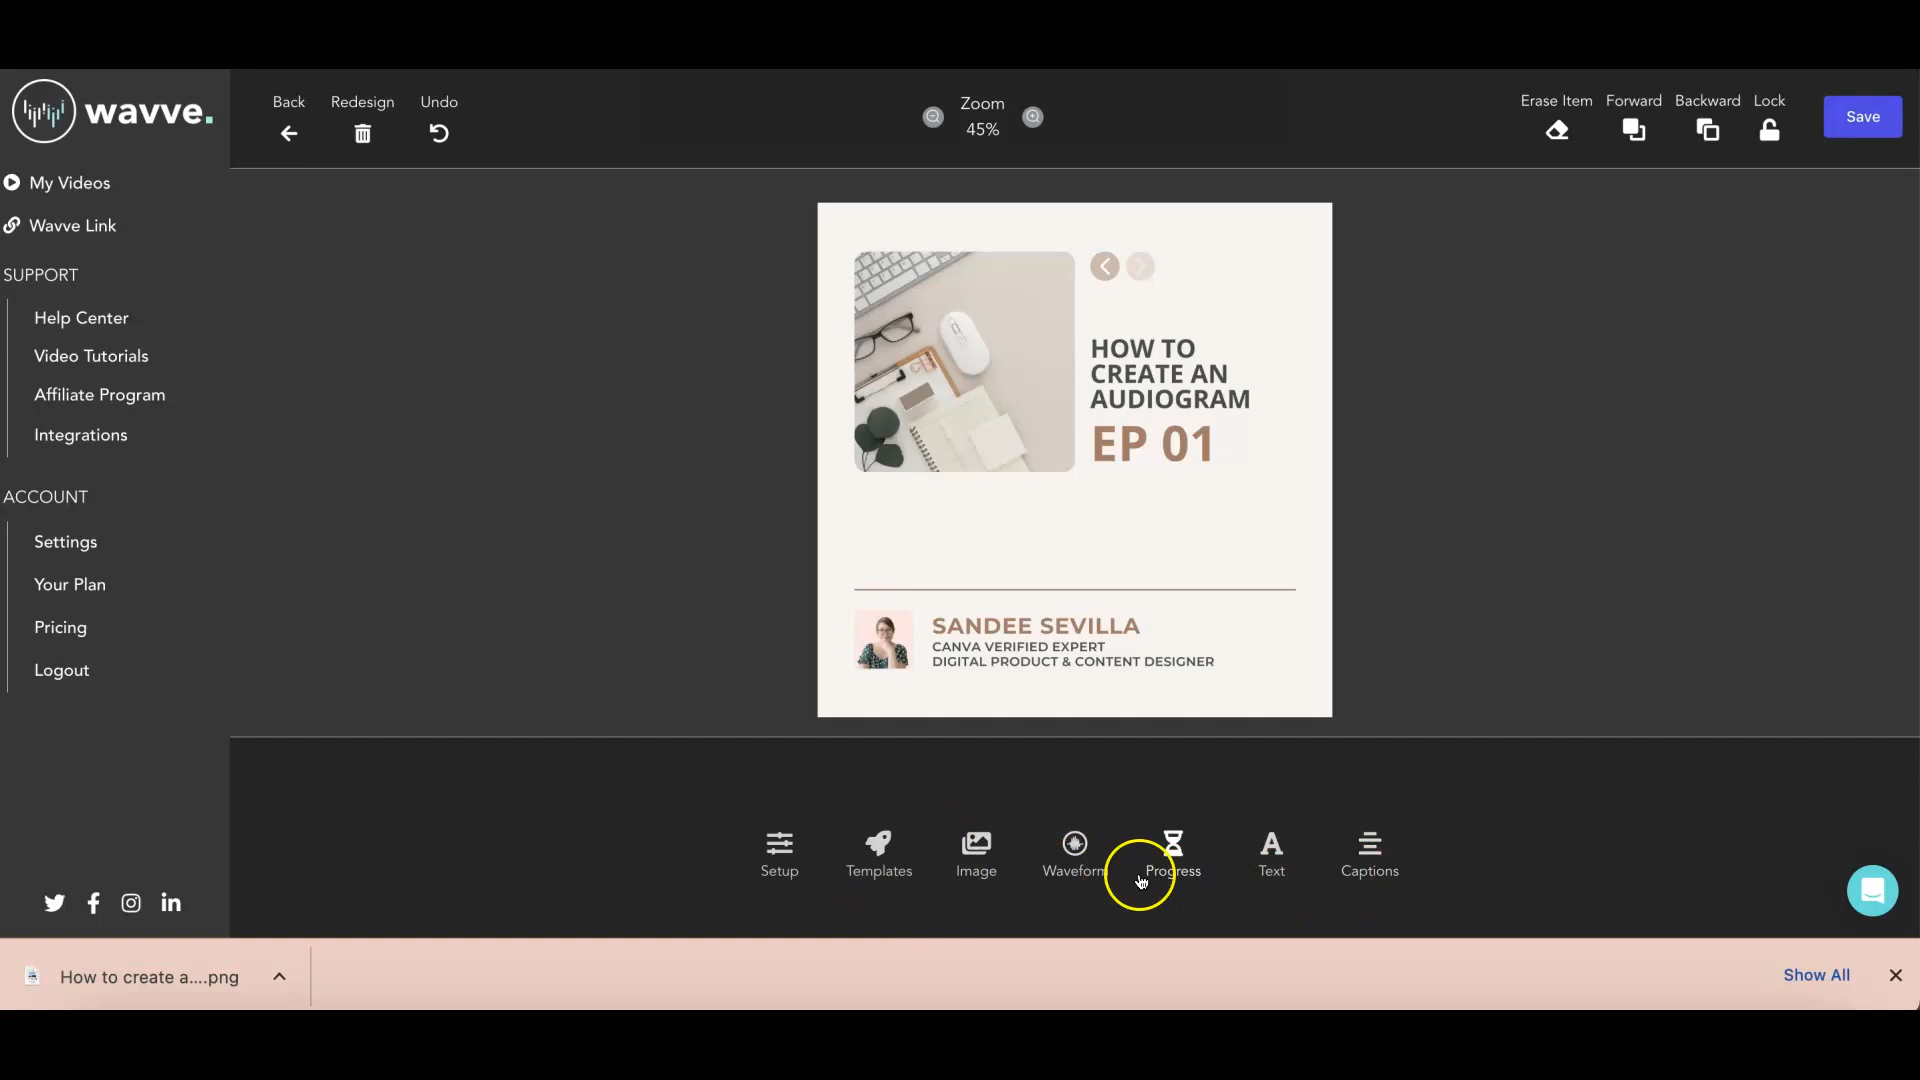 wavve.
Back
Redesign
Undo
Zoom
45%
Erase Item
Forward
Backward
Lock
Save
My Videos
Wavve Link
SUPPORT
Help Center
Video Tutorials
Affiliate Program
Integrations
ACCOUNT
Settings
Your Plan
Pricing
Logout
HOW TO
CREATE AN
AUDIOGRAM
EP 01
SANDEE SEVILLA
CANVA VERIFIED EXPERT
DIGITAL PRODUCT & CONTENT DESIGNER
Setup
Templates
Image
Waveform
Progress
Text
Captions
How to create a....png
Show All